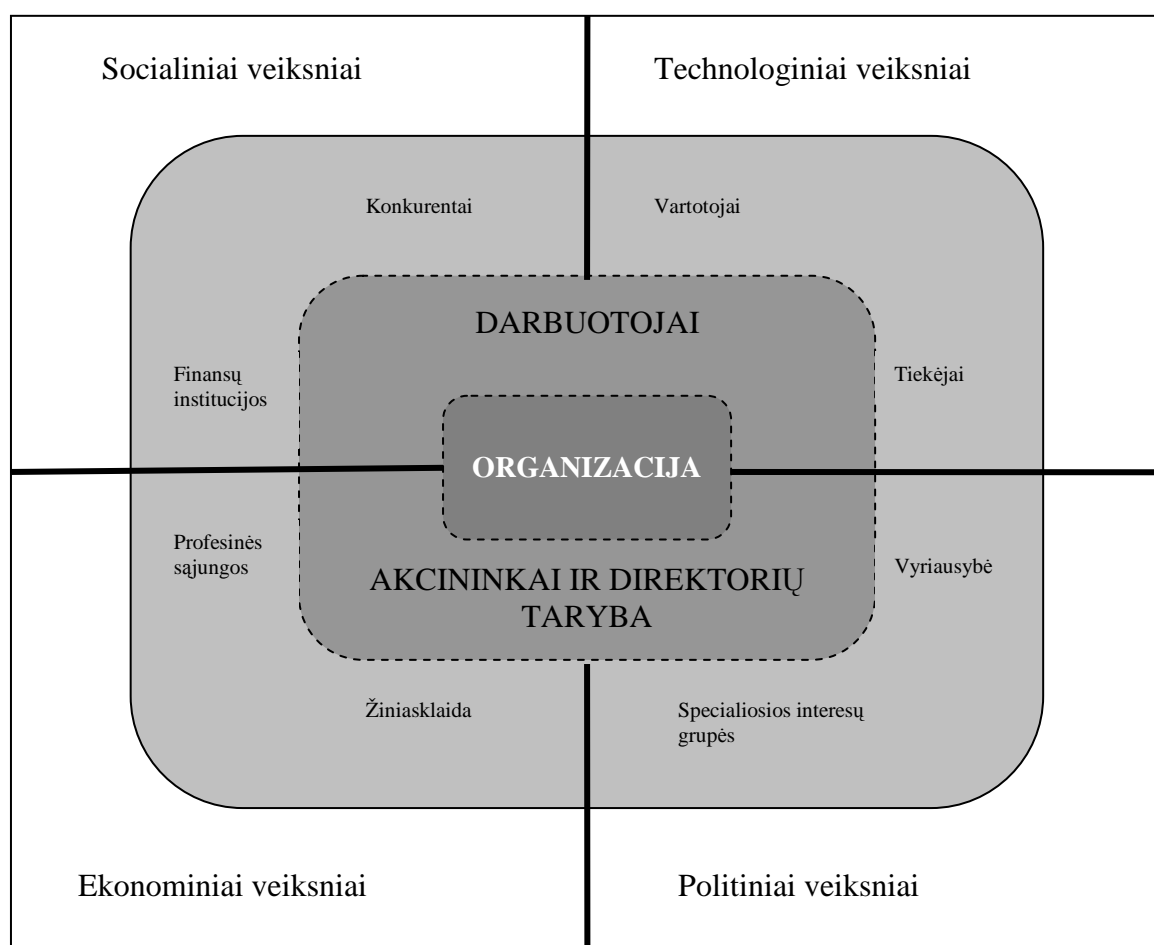 Socialiniai veiksniai
Technologiniai veiksniai
Konkurentai
Vartotojai
DARBUOTOJAI
Finansų
institucijos
Tiekėjai
ORGANIZACIJA
Profesinės
sąjungos
Vyriausybė
AKCININKAI IR DIREKTORIŲ
TARYBA
Žiniasklaida
Specialiosios interesų
grupės
Ekonominiai veiksniai
Politiniai veiksniai